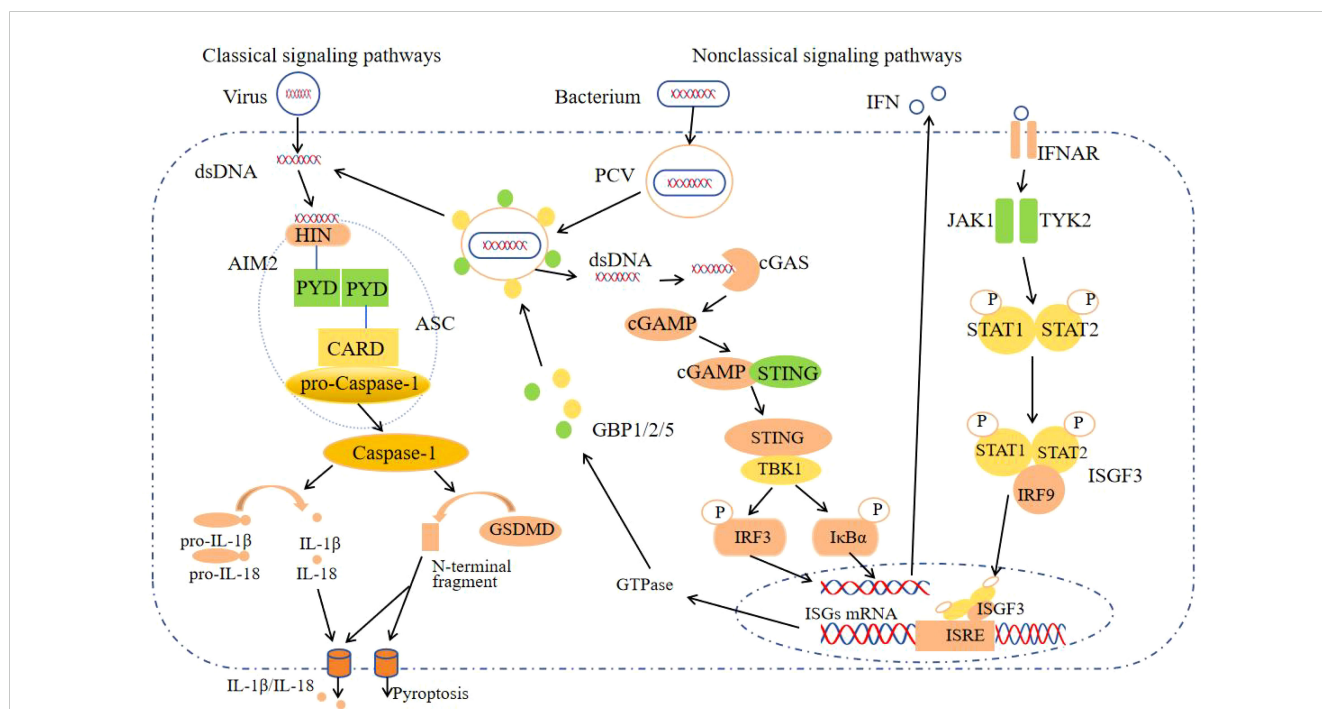 Classical signaling pathways
Nonclassical signaling pathways
Virus
Bacterium
IFN
dsDNA
PCV
IFNAR
HIN
AIM2
PYD PYD
ASC
CARD
pro-Caspase-1
Caspase-1
pro-IL-1β
pro-IL-18
IL-1β
IL-18
GSDMD
N-terminal
fragment
IL-1β/IL-18
Pyroptosis
dsDNA
cGAS
cGAMP
cGAMP STING
STING
TBK1
P
IRF3
P
IκBα
GBP1/2/5
GTPase
JAK1 TYK2
P P
STAT1 STAT2
P P
STAT1 STAT2
IRF9
ISGF3
ISGs mRNA
ISGF3
ISRE